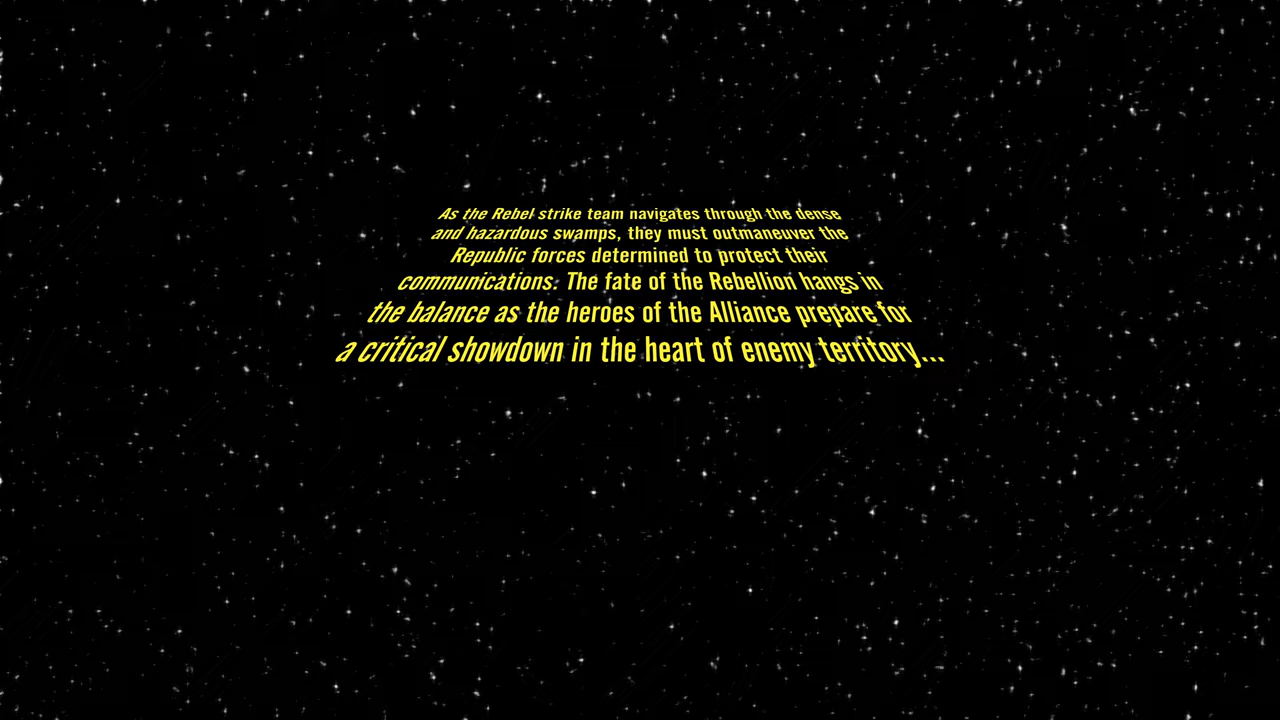 As the Rebel strike team navigates through the dense
and hazardous swamps, they must outmaneuver the
Republic forces determined to protect their
communications. The fate of the Rebellion hangs in
the balance as the heroes of the Alliance prepare for
a critical showdown in the heart of enemy territory...